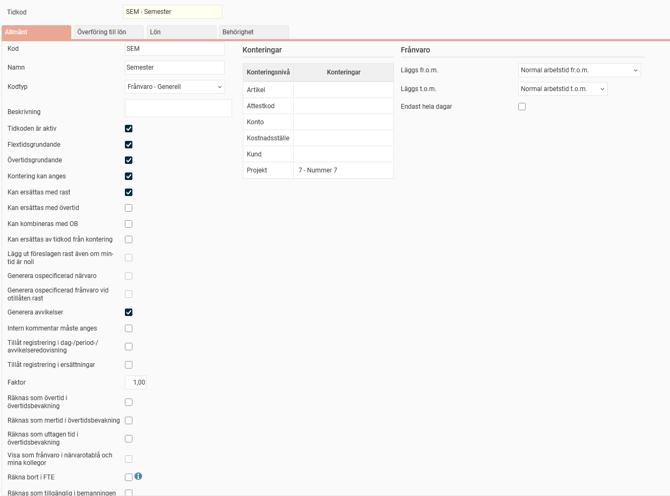 Tidkod
SEM - Semester
Allmänt
Överföring till lön
Lön
Behörighet
Kod
SEM
Namn
Semester
Kodtyp
Frånvaro - Generell
Beskrivning
Tidkoden är aktiv
Flextidsgrundande
Övertidsgrundande
Kontering kan anges
Kan ersättas med rast
Kan ersättas med övertid
Kan kombineras med OB
Kan ersättas av tidkod från kontering
Lägg ut föreslagen rast även om min-
tid är noll
Generera ospecificerad närvaro
Generera ospecificerad frånvaro vid
otillåten rast
Generera avvikelser
Intern kommentar måste anges
Tillåt registrering i dag-/period-/
avvikelseredovisning
Tillåt registrering i ersättningar
Faktor
1,00
Räknas som övertid i
övertidsbevakning
Räknas som mertid i övertidsbevakning
Räknas som uttagen tid i
övertidsbevakning
Visa som frånvaro i närvarotablå och
mina kollegor
Räkna bort i FTE
Räknas som tillgänglig i bemanningen
Konteringar
Konteringsnivå
Konteringar
Artikel
Attestkod
Konto
Kostnadsställe
Kund
Projekt
7 - Nummer 7
Frånvaro
Läggs fr.o.m.
Normal arbetstid fr.o.m.
Läggs t.o.m.
Normal arbetstid t.o.m.
Endast hela dagar